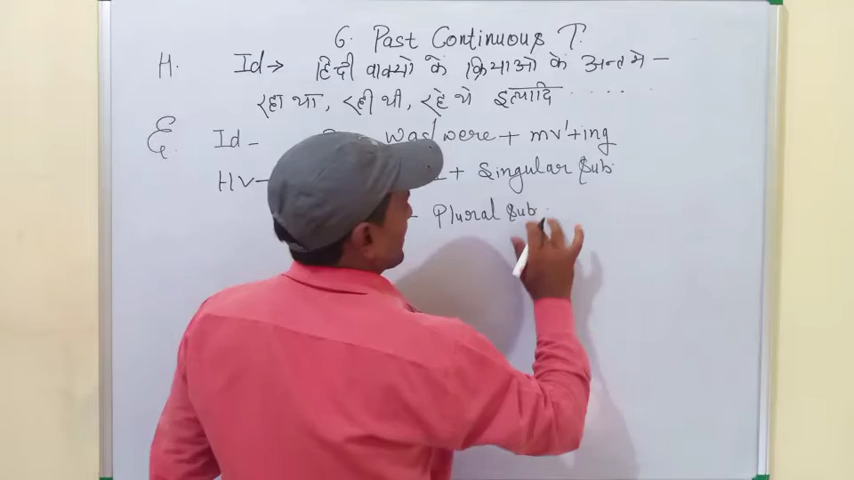 6. Past Continuous T.
H. Id → हिंदी वाक्यो के क्रियाओ के अन्त मे —
रहा था, रही थी, रहे थे इत्यादि .....
E. Id - was/were + mv'+ing
HV- + Singular Sub.
- Plural Sub.